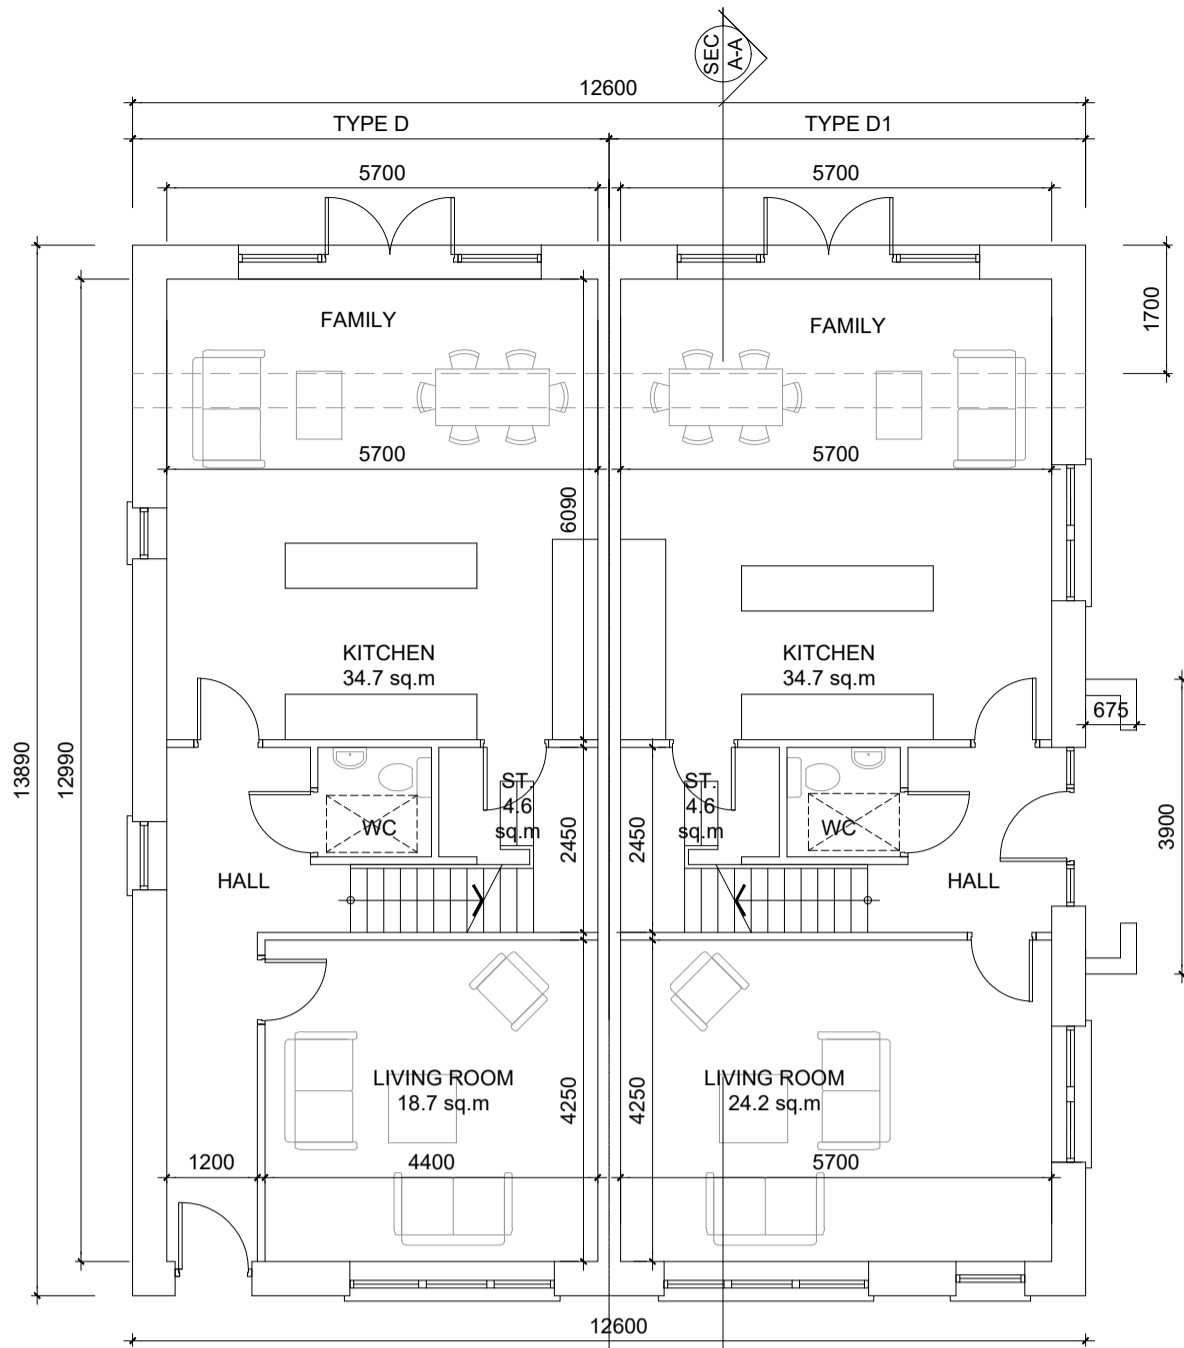 SEC
A-A
12600
TYPE D
TYPE D1
5700
5700
FAMILY
FAMILY
1700
5700
5700
6090
KITCHEN
34.7 sq.m
KITCHEN
34.7 sq.m
675
13890
12990
ST.
4.6
sq.m
ST.
4.6
sq.m
WC
WC
2450
2450
3900
HALL
HALL
LIVING ROOM
18.7 sq.m
LIVING ROOM
24.2 sq.m
4250
4250
1200
4400
5700
12600